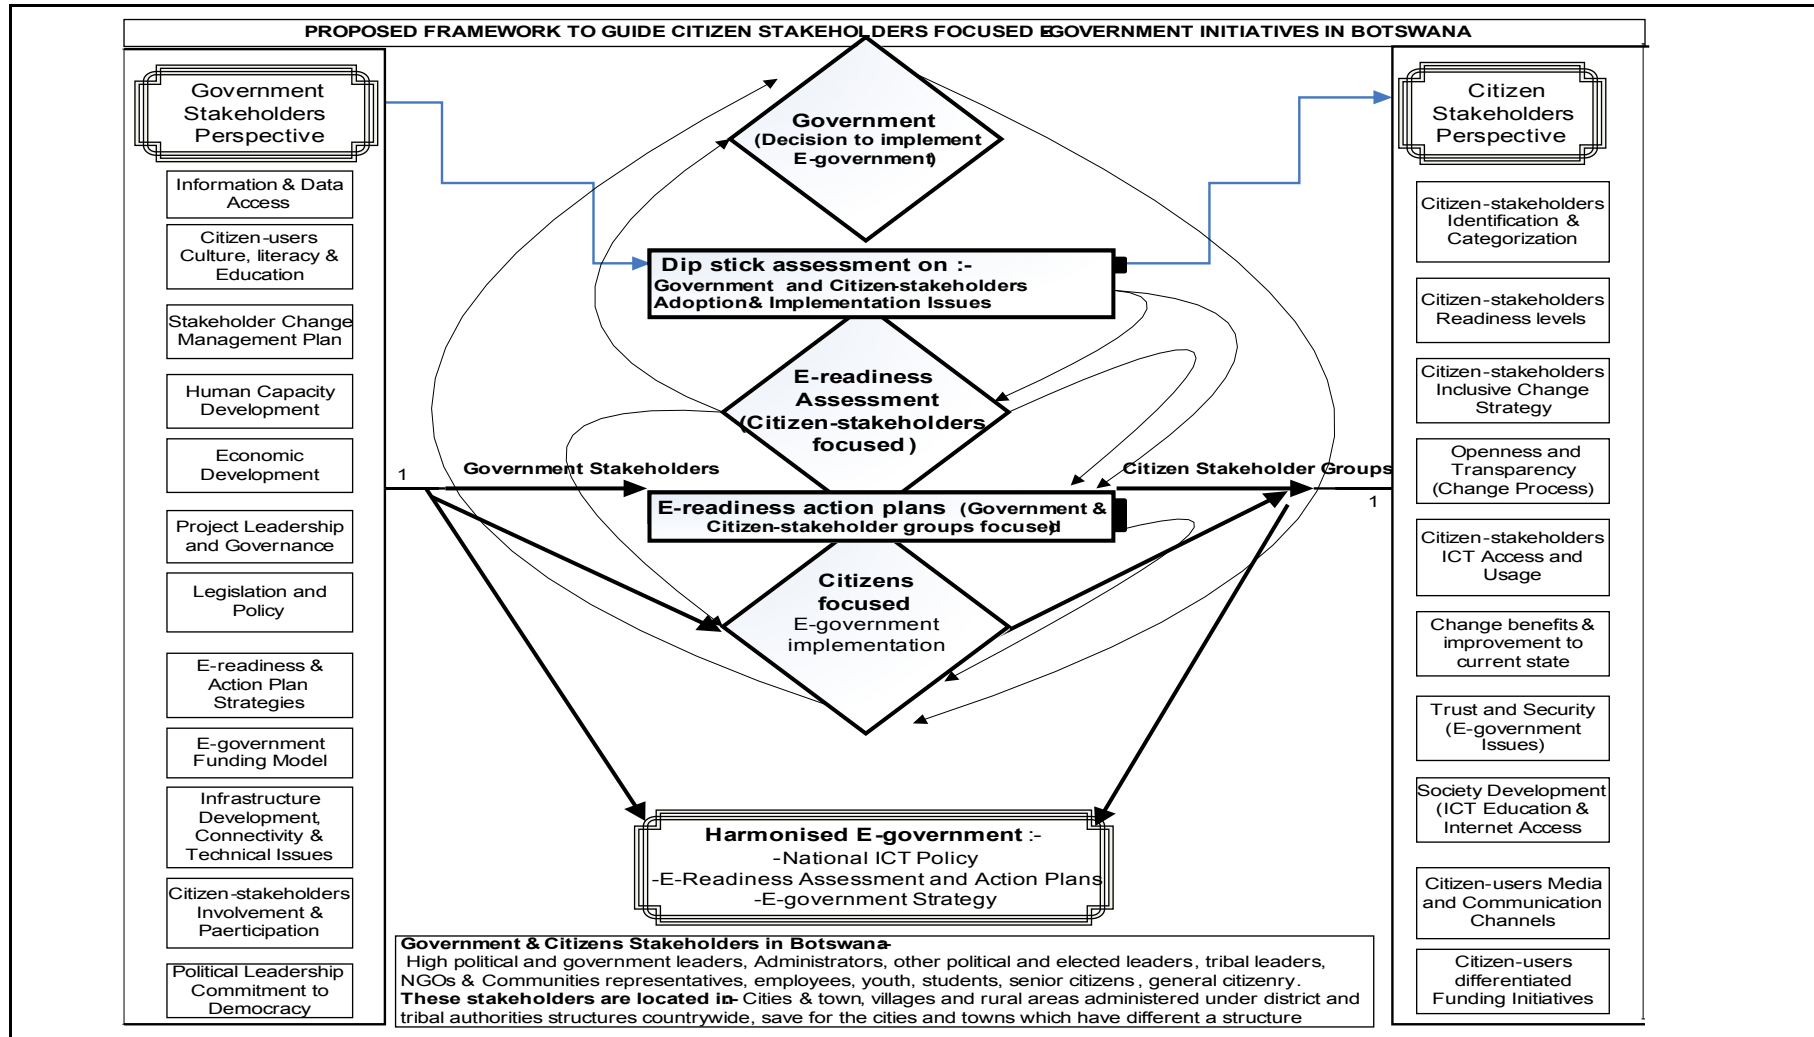 PROPOSED FRAMEWORK TO GUIDE CITIZEN STAKEHOLDERS FOCUSED EGOVERNMENT INITIATIVES IN BOTSWANA
Government
Stakeholders
Perspective
Information & Data
Access
Citizen-users
Culture, literacy &
Education
Stakeholder Change
Management Plan
Human Capacity
Development
Economic
Development
Project Leadership
and Governance
Legislation and
Policy
E-readiness &
Action Plan
Strategies
E-government
Funding Model
Infrastructure
Development,
Connectivity &
Technical Issues
Citizen-stakeholders
Involvement &
Paerticipation
Political Leadership
Commitment to
Democracy
Government
(Decision to implement
E-government)
Dip stick assessment on :-
Government and Citizen-stakeholders
Adoption & Implementation Issues
E-readiness
Assessment
(Citizen-stakeholders
focused )
1
Government Stakeholders
Citizen Stakeholder Groups
1
E-readiness action plans (Government &
Citizen-stakeholder groups focused)
Citizens
focused
E-government
implementation
Harmonised E-government :-
-National ICT Policy
-E-Readiness Assessment and Action Plans
-E-government Strategy
Government & Citizens Stakeholders in Botswana-
High political and government leaders, Administrators, other political and elected leaders, tribal leaders,
NGOs & Communities representatives, employees, youth, students, senior citizens, general citizenry.
These stakeholders are located in- Cities & town, villages and rural areas administered under district and
tribal authorities structures countrywide, save for the cities and towns which have different a structure
Citizen
Stakeholders
Perspective
Citizen-stakeholders
Identification &
Categorization
Citizen-stakeholders
Readiness levels
Citizen-stakeholders
Inclusive Change
Strategy
Openness and
Transparency
(Change Process)
Citizen-stakeholders
ICT Access and
Usage
Change benefits &
improvement to
current state
Trust and Security
(E-government
Issues)
Society Development
(ICT Education &
Internet Access
Citizen-users Media
and Communication
Channels
Citizen-users
differentiated
Funding Initiatives